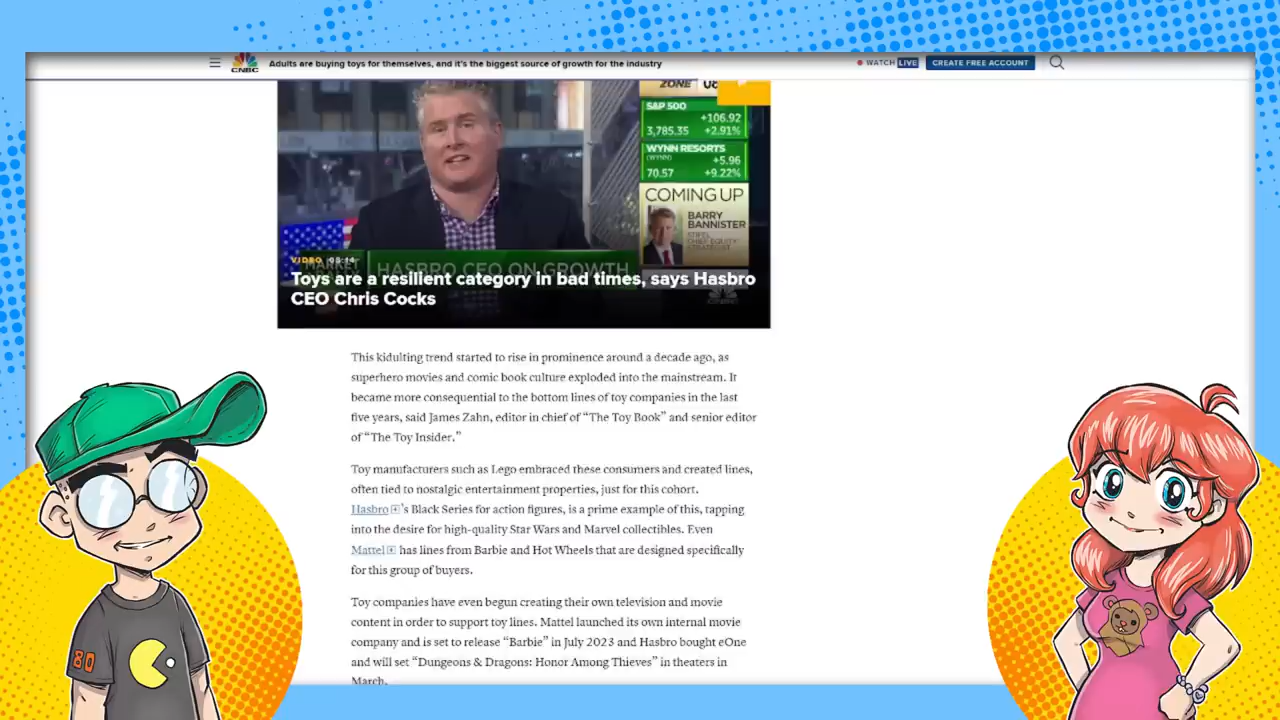 CNBC
Adults are buying toys for themselves, and it's the biggest source of growth for the industry
WATCH LIVE
CREATE FREE ACCOUNT
ZONE
S&P 500
+106.92
3,785.35 +2.91%
WYNN RESORTS
(WYNN) +5.96
70.57 +9.22%
COMING UP
BARRY
BANNISTER
STIFEL
CHIEF EQUITY
STRATEGIST
VIDEO 05:14
MARKET
HASBRO CEO ON GROWTH
Toys are a resilient category in bad times, says Hasbro
CEO Chris Cocks
This kidulting trend started to rise in prominence around a decade ago, as
superhero movies and comic book culture exploded into the mainstream. It
became more consequential to the bottom lines of toy companies in the last
five years, said James Zahn, editor in chief of “The Toy Book” and senior editor
of “The Toy Insider.”
Toy manufacturers such as Lego embraced these consumers and created lines,
often tied to nostalgic entertainment properties, just for this cohort.
Hasbro's Black Series for action figures, is a prime example of this, tapping
into the desire for high-quality Star Wars and Marvel collectibles. Even
Mattel has lines from Barbie and Hot Wheels that are designed specifically
for this group of buyers.
Toy companies have even begun creating their own television and movie
content in order to support toy lines. Mattel launched its own internal movie
company and is set to release “Barbie” in July 2023 and Hasbro bought eOne
and will set “Dungeons & Dragons: Honor Among Thieves” in theaters in
March.
80